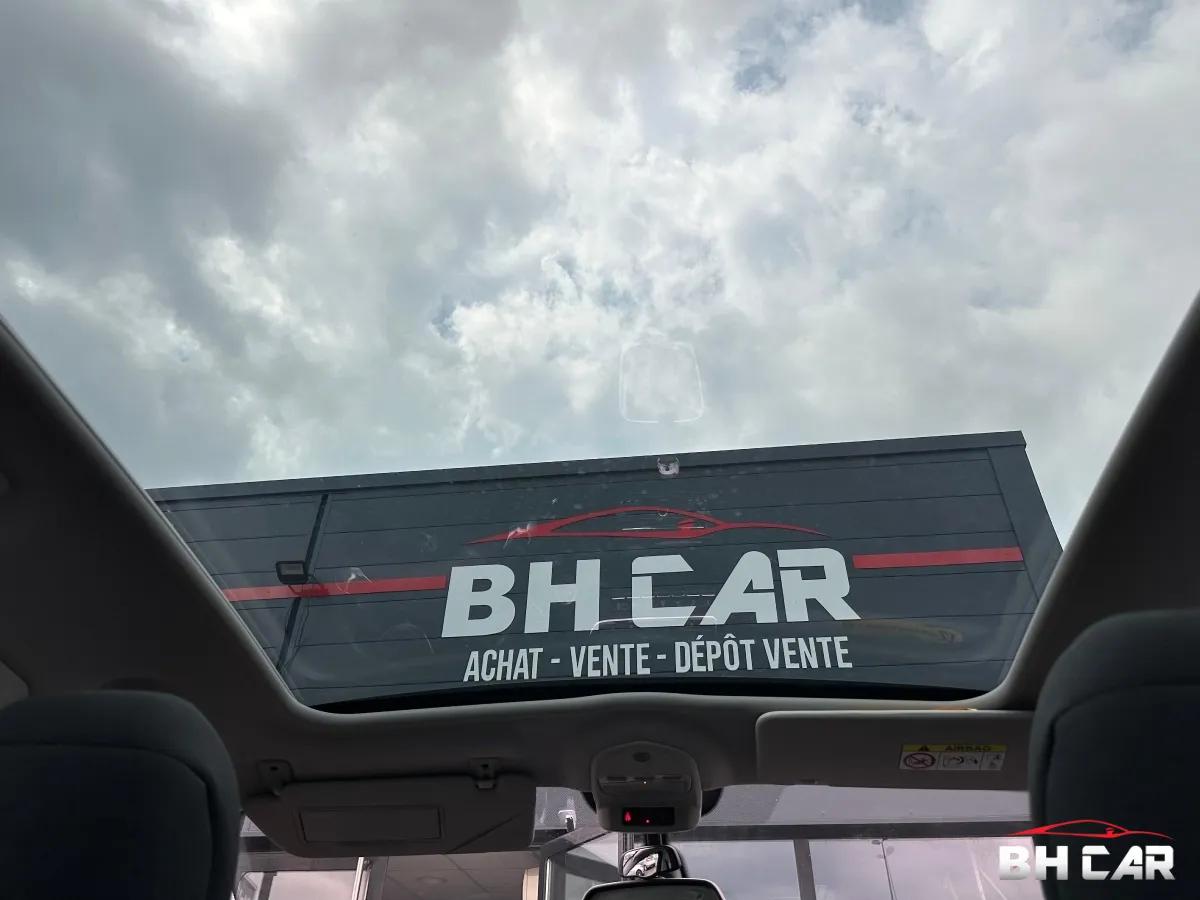 BH CAR
ACHAT - VENTE - DÉPÔT VENTE
AIRBAG
BH CAR